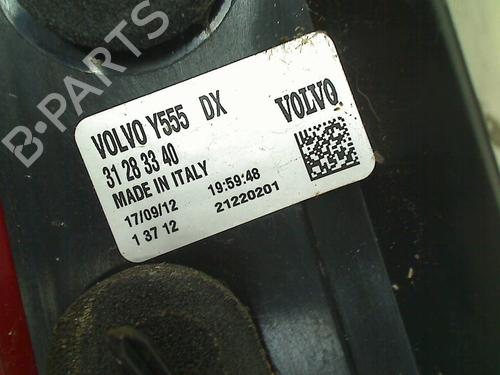 B-PARTS
VOLVO Y555 DX
VOLVO
31 28 33 40
MADE IN ITALY
17/09/12 19:59:48
1 37 12 21220201